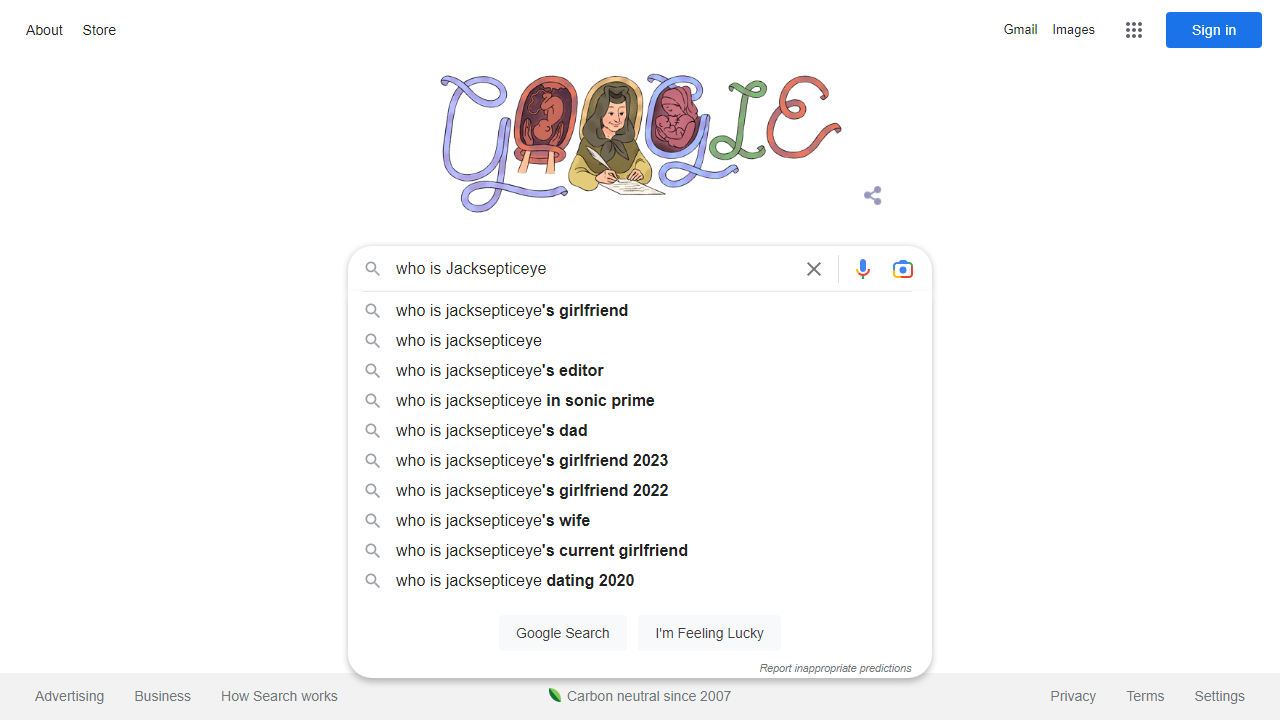 About Store Gmail Images Sign in
GOOGLE
who is Jacksepticeye
who is jacksepticeye's girlfriend
who is jacksepticeye
who is jacksepticeye's editor
who is jacksepticeye in sonic prime
who is jacksepticeye's dad
who is jacksepticeye's girlfriend 2023
who is jacksepticeye's girlfriend 2022
who is jacksepticeye's wife
who is jacksepticeye's current girlfriend
who is jacksepticeye dating 2020
Google Search I'm Feeling Lucky
Report inappropriate predictions
Advertising Business How Search works Carbon neutral since 2007 Privacy Terms Settings